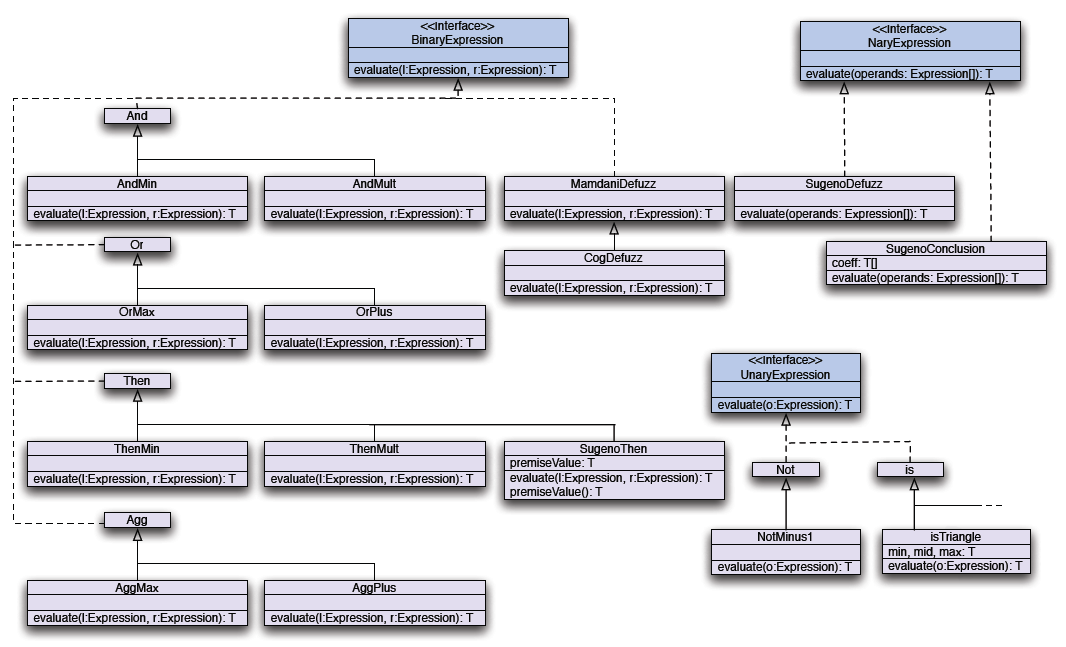 <<Interface>>
BinaryExpression
evaluate(l:Expression, r:Expression): T
<<Interface>>
NaryExpression
evaluate(operands: Expression[]): T
And
AndMin
evaluate(l:Expression, r:Expression): T
AndMult
evaluate(l:Expression, r:Expression): T
MamdaniDefuzz
evaluate(l:Expression, r:Expression): T
SugenoDefuzz
evaluate(operands: Expression[]): T
Or
CogDefuzz
evaluate(l:Expression, r:Expression): T
SugenoConclusion
coeff: T[]
evaluate(operands: Expression[]): T
OrMax
evaluate(l:Expression, r:Expression): T
OrPlus
evaluate(l:Expression, r:Expression): T
<<Interface>>
UnaryExpression
evaluate(o:Expression): T
Then
ThenMin
evaluate(l:Expression, r:Expression): T
ThenMult
evaluate(l:Expression, r:Expression): T
SugenoThen
premiseValue: T
evaluate(l:Expression, r:Expression): T
premiseValue(): T
Not
is
Agg
NotMinus1
evaluate(o:Expression): T
isTriangle
min, mid, max: T
evaluate(o:Expression): T
AggMax
evaluate(l:Expression, r:Expression): T
AggPlus
evaluate(l:Expression, r:Expression): T